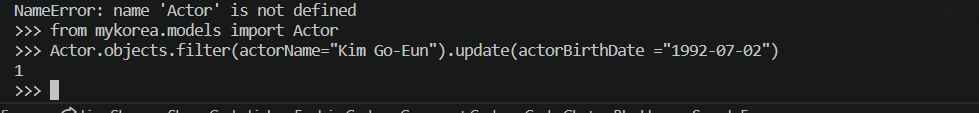 NameError: name 'Actor' is not defined
>>> from mykorea.models import Actor
>>> Actor.objects.filter(actorName="Kim Go-Eun").update(actorBirthDate ="1992-07-02")
1
>>>